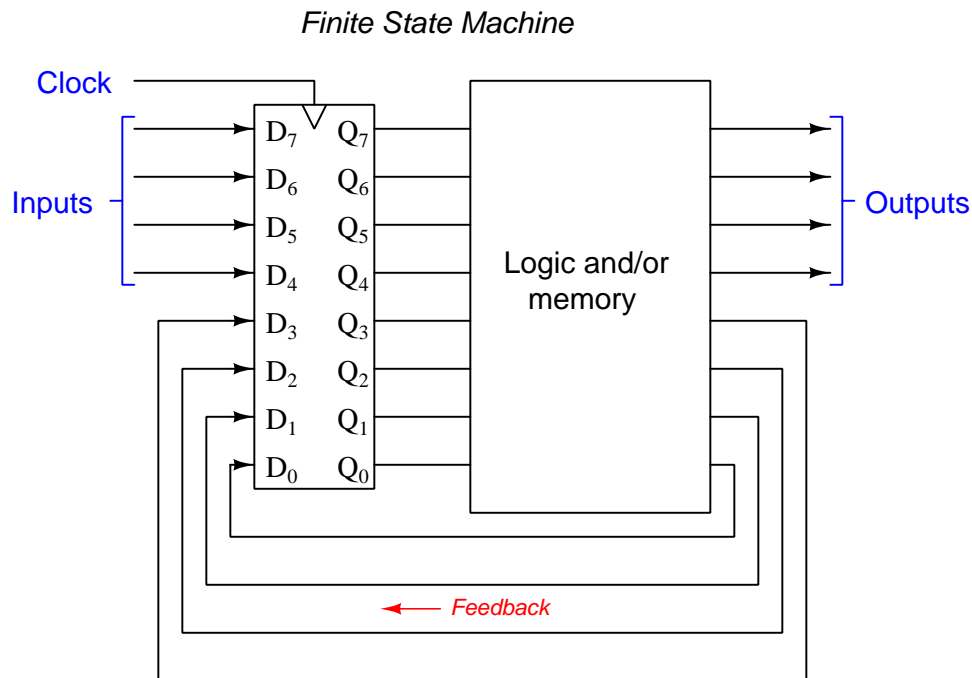 Finite State Machine
Clock
Inputs
D7 Q7
D6 Q6
D5 Q5
D4 Q4
D3 Q3
D2 Q2
D1 Q1
D0 Q0
Logic and/or
memory
Outputs
Feedback